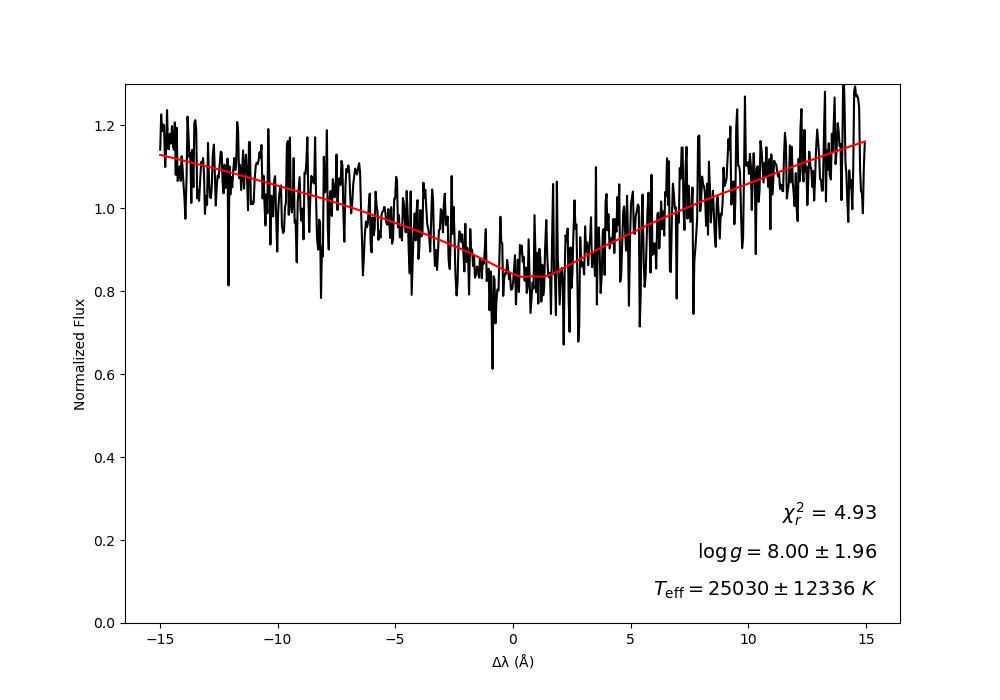 1.2
1.0
0.8
0.6
0.4
0.2
0.0
Normalized Flux
χ²ᵣ = 4.93
log g = 8.00 ± 1.96
T_eff = 25030 ± 12336 K
−15 −10 −5 0 5 10 15
Δλ (Å)